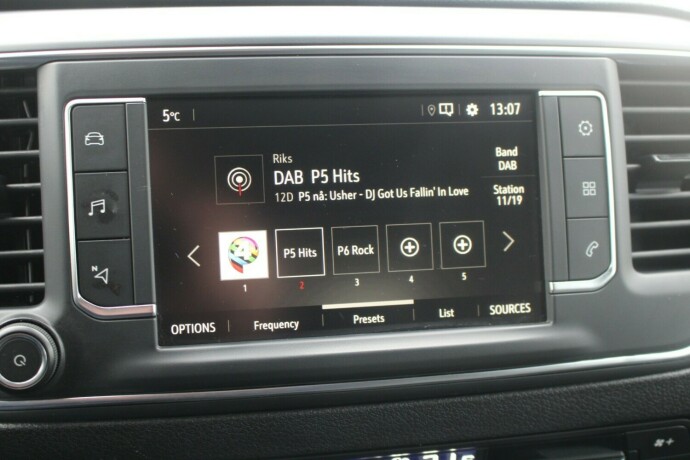 5°C
13:07
Riks
DAB P5 Hits
12D P5 nå: Usher - DJ Got Us Fallin' In Love
Band
DAB
Station
11/19
N
P5 Hits
P6 Rock
1
2
3
4
5
OPTIONS
Frequency
Presets
List
SOURCES